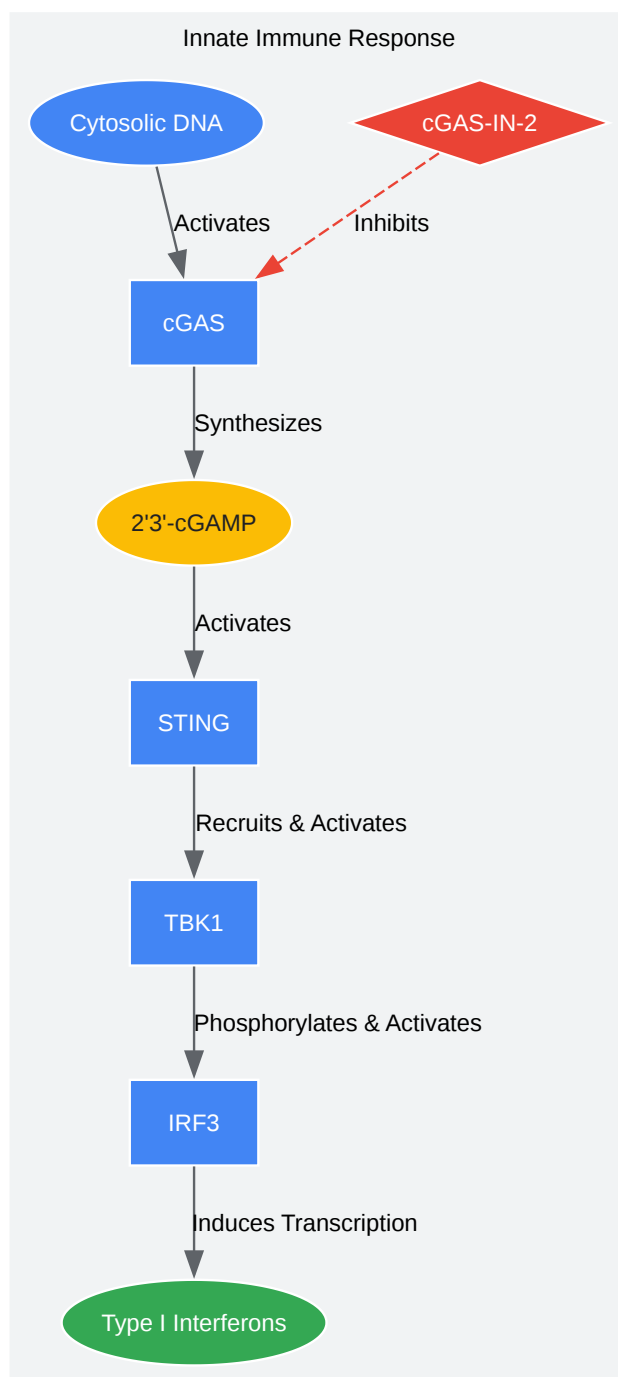 Innate Immune Response
Cytosolic DNA
cGAS-IN-2
Activates
Inhibits
cGAS
Synthesizes
2'3'-cGAMP
Activates
STING
Recruits & Activates
TBK1
Phosphorylates & Activates
IRF3
Induces Transcription
Type I Interferons